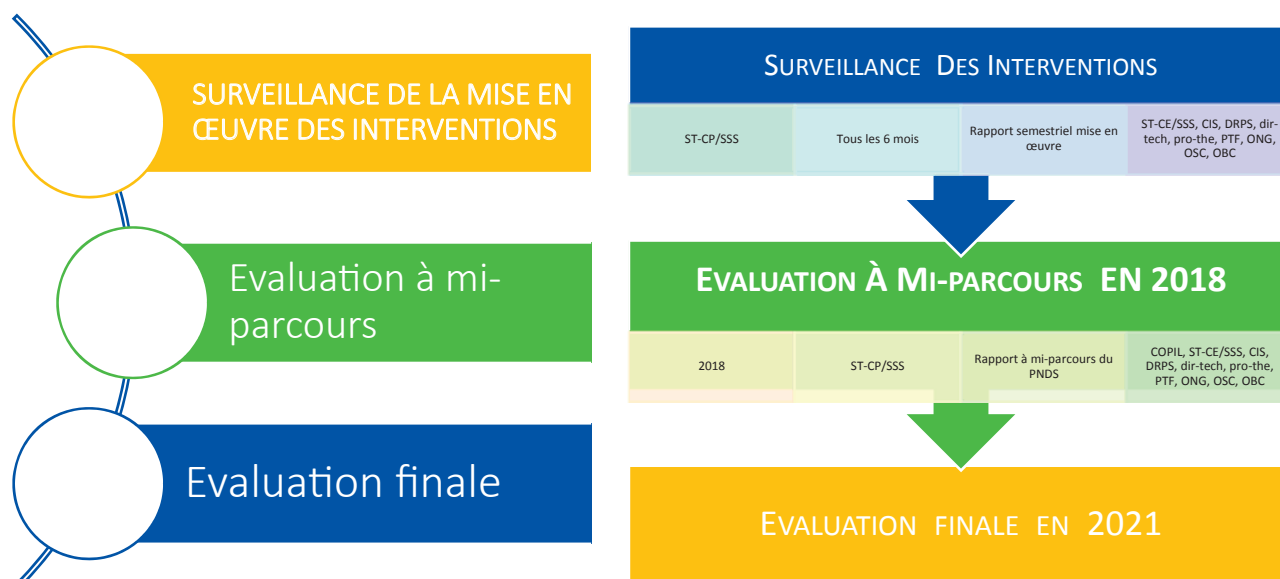 SURVEILLANCE DE LA MISE EN
ŒUVRE DES INTERVENTIONS
Evaluation à mi-
parcours
Evaluation finale
SURVEILLANCE DES INTERVENTIONS
ST-CP/SSS
Tous les 6 mois
Rapport semestriel mise en
œuvre
ST-CE/SSS, CIS, DRPS, dir-
tech, pro-the, PTF, ONG,
OSC, OBC
EVALUATION À MI-PARCOURS EN 2018
2018
ST-CP/SSS
Rapport à mi-parcours du
PNDS
COPIL, ST-CE/SSS, CIS,
DRPS, dir-tech, pro-the,
PTF, ONG, OSC, OBC
EVALUATION FINALE EN 2021